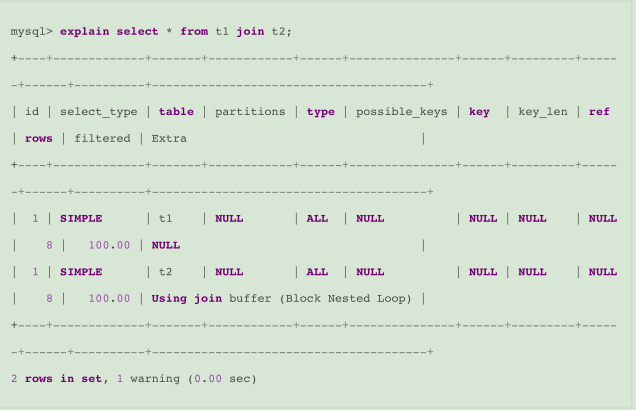 mysql> explain select * from t1 join t2;
+----+-------------+-------+------------+------+---------------+------+---------+-----
-+------+----------+---------------------------------------+
| id | select_type | table | partitions | type | possible_keys | key | key_len | ref
| rows | filtered | Extra |
+----+-------------+-------+------------+------+---------------+------+---------+-----
-+------+----------+---------------------------------------+
| 1 | SIMPLE | t1 | NULL | ALL | NULL | NULL | NULL | NULL
| 8 | 100.00 | NULL |
| 1 | SIMPLE | t2 | NULL | ALL | NULL | NULL | NULL | NULL
| 8 | 100.00 | Using join buffer (Block Nested Loop) |
+----+-------------+-------+------------+------+---------------+------+---------+-----
-+------+----------+---------------------------------------+
2 rows in set, 1 warning (0.00 sec)